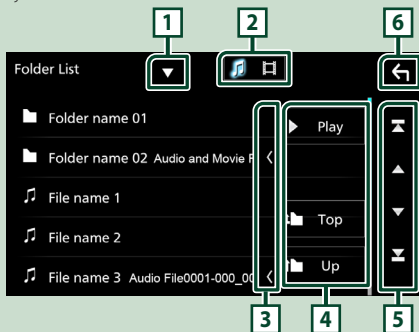 1 2 6
Folder List
Folder name 01 Play
Folder name 02 Audio and Movie
File name 1
Top
File name 2
Up
File name 3 Audio File0001-000_00
3 4 5